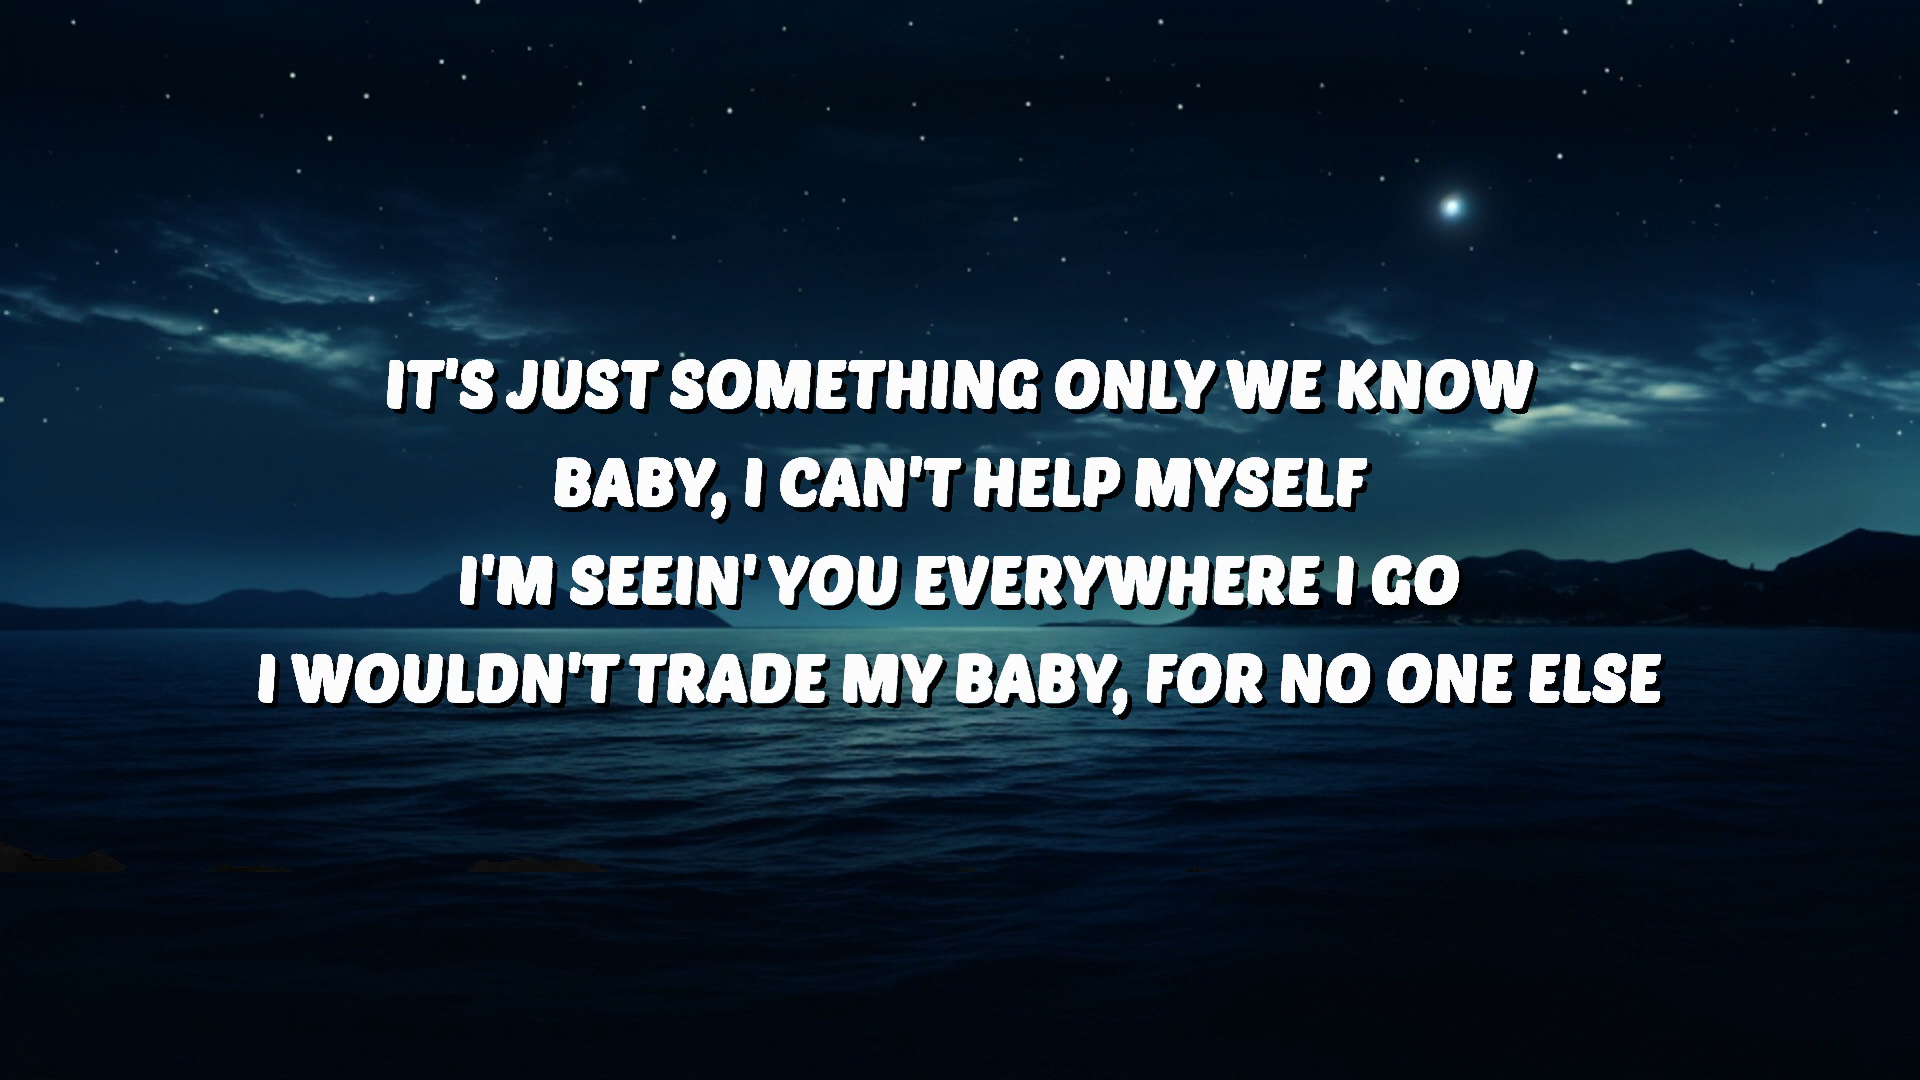 IT'S JUST SOMETHING ONLY WE KNOW
BABY, I CAN'T HELP MYSELF
I'M SEEIN' YOU EVERYWHERE I GO
I WOULDN'T TRADE MY BABY, FOR NO ONE ELSE